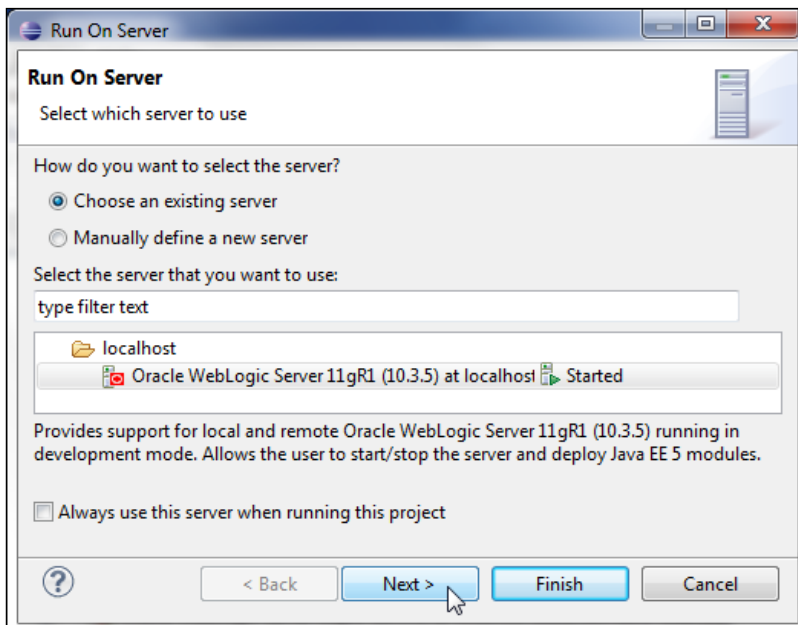 Run On Server
Run On Server
Select which server to use
How do you want to select the server?
Choose an existing server
Manually define a new server
Select the server that you want to use:
type filter text
localhost
Oracle WebLogic Server 11gR1 (10.3.5) at localhost Started
Provides support for local and remote Oracle WebLogic Server 11gR1 (10.3.5) running in
development mode. Allows the user to start/stop the server and deploy Java EE 5 modules.
Always use this server when running this project
? < Back Next > Finish Cancel